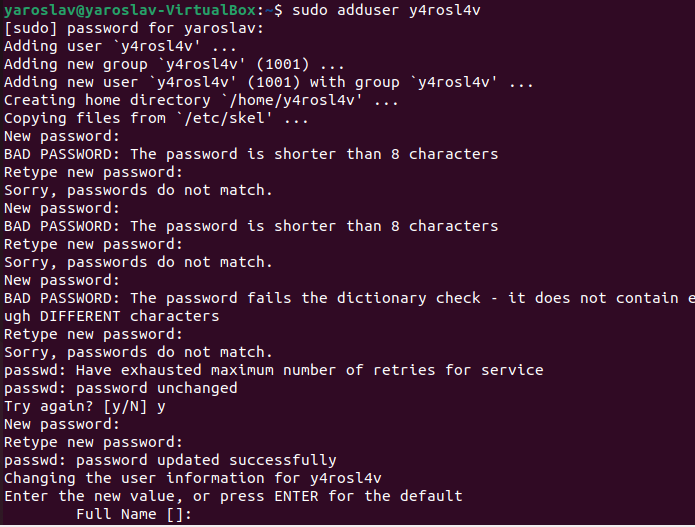 yaroslav@yaroslav-VirtualBox:~$ sudo adduser y4rosl4v
[sudo] password for yaroslav:
Adding user `y4rosl4v' ...
Adding new group `y4rosl4v' (1001) ...
Adding new user `y4rosl4v' (1001) with group `y4rosl4v' ...
Creating home directory `/home/y4rosl4v' ...
Copying files from `/etc/skel' ...
New password:
BAD PASSWORD: The password is shorter than 8 characters
Retype new password:
Sorry, passwords do not match.
New password:
BAD PASSWORD: The password is shorter than 8 characters
Retype new password:
Sorry, passwords do not match.
New password:
BAD PASSWORD: The password fails the dictionary check - it does not contain e
ugh DIFFERENT characters
Retype new password:
Sorry, passwords do not match.
passwd: Have exhausted maximum number of retries for service
passwd: password unchanged
Try again? [y/N] y
New password:
Retype new password:
passwd: password updated successfully
Changing the user information for y4rosl4v
Enter the new value, or press ENTER for the default
        Full Name []: